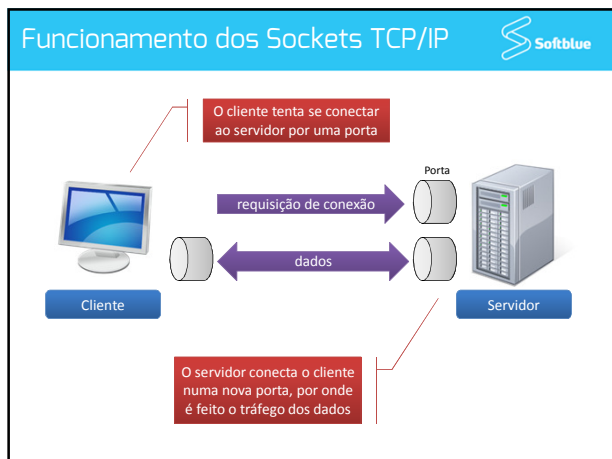 Funcionamento dos Sockets TCP/IP
Softblue
O cliente tenta se conectar
ao servidor por uma porta
Porta
requisição de conexão
dados
Cliente
Servidor
O servidor conecta o cliente
numa nova porta, por onde
é feito o tráfego dos dados